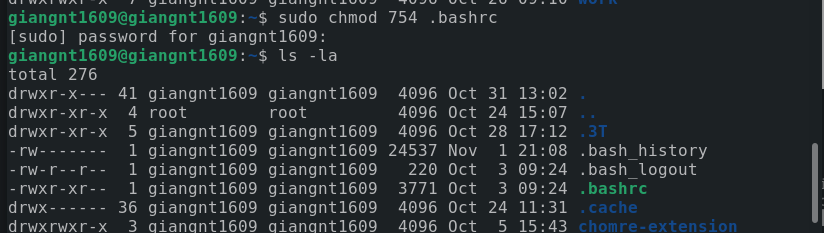 drwxrwxr-x  7 giangnt1609 giangnt1609  4096 Oct 26 09:10 work
giangnt1609@giangnt1609:~$ sudo chmod 754 .bashrc
[sudo] password for giangnt1609:
giangnt1609@giangnt1609:~$ ls -la
total 276
drwxr-x--- 41 giangnt1609 giangnt1609  4096 Oct 31 13:02 .
drwxr-xr-x  4 root        root         4096 Oct 24 15:07 ..
drwxr-xr-x  5 giangnt1609 giangnt1609  4096 Oct 28 17:12 .3T
-rw-------  1 giangnt1609 giangnt1609 24537 Nov  1 21:08 .bash_history
-rw-r--r--  1 giangnt1609 giangnt1609   220 Oct  3 09:24 .bash_logout
-rwxr-xr--  1 giangnt1609 giangnt1609  3771 Oct  3 09:24 .bashrc
drwx------ 36 giangnt1609 giangnt1609  4096 Oct 24 11:31 .cache
drwxrwxr-x  3 giangnt1609 giangnt1609  4096 Oct  5 15:43 chomre-extension